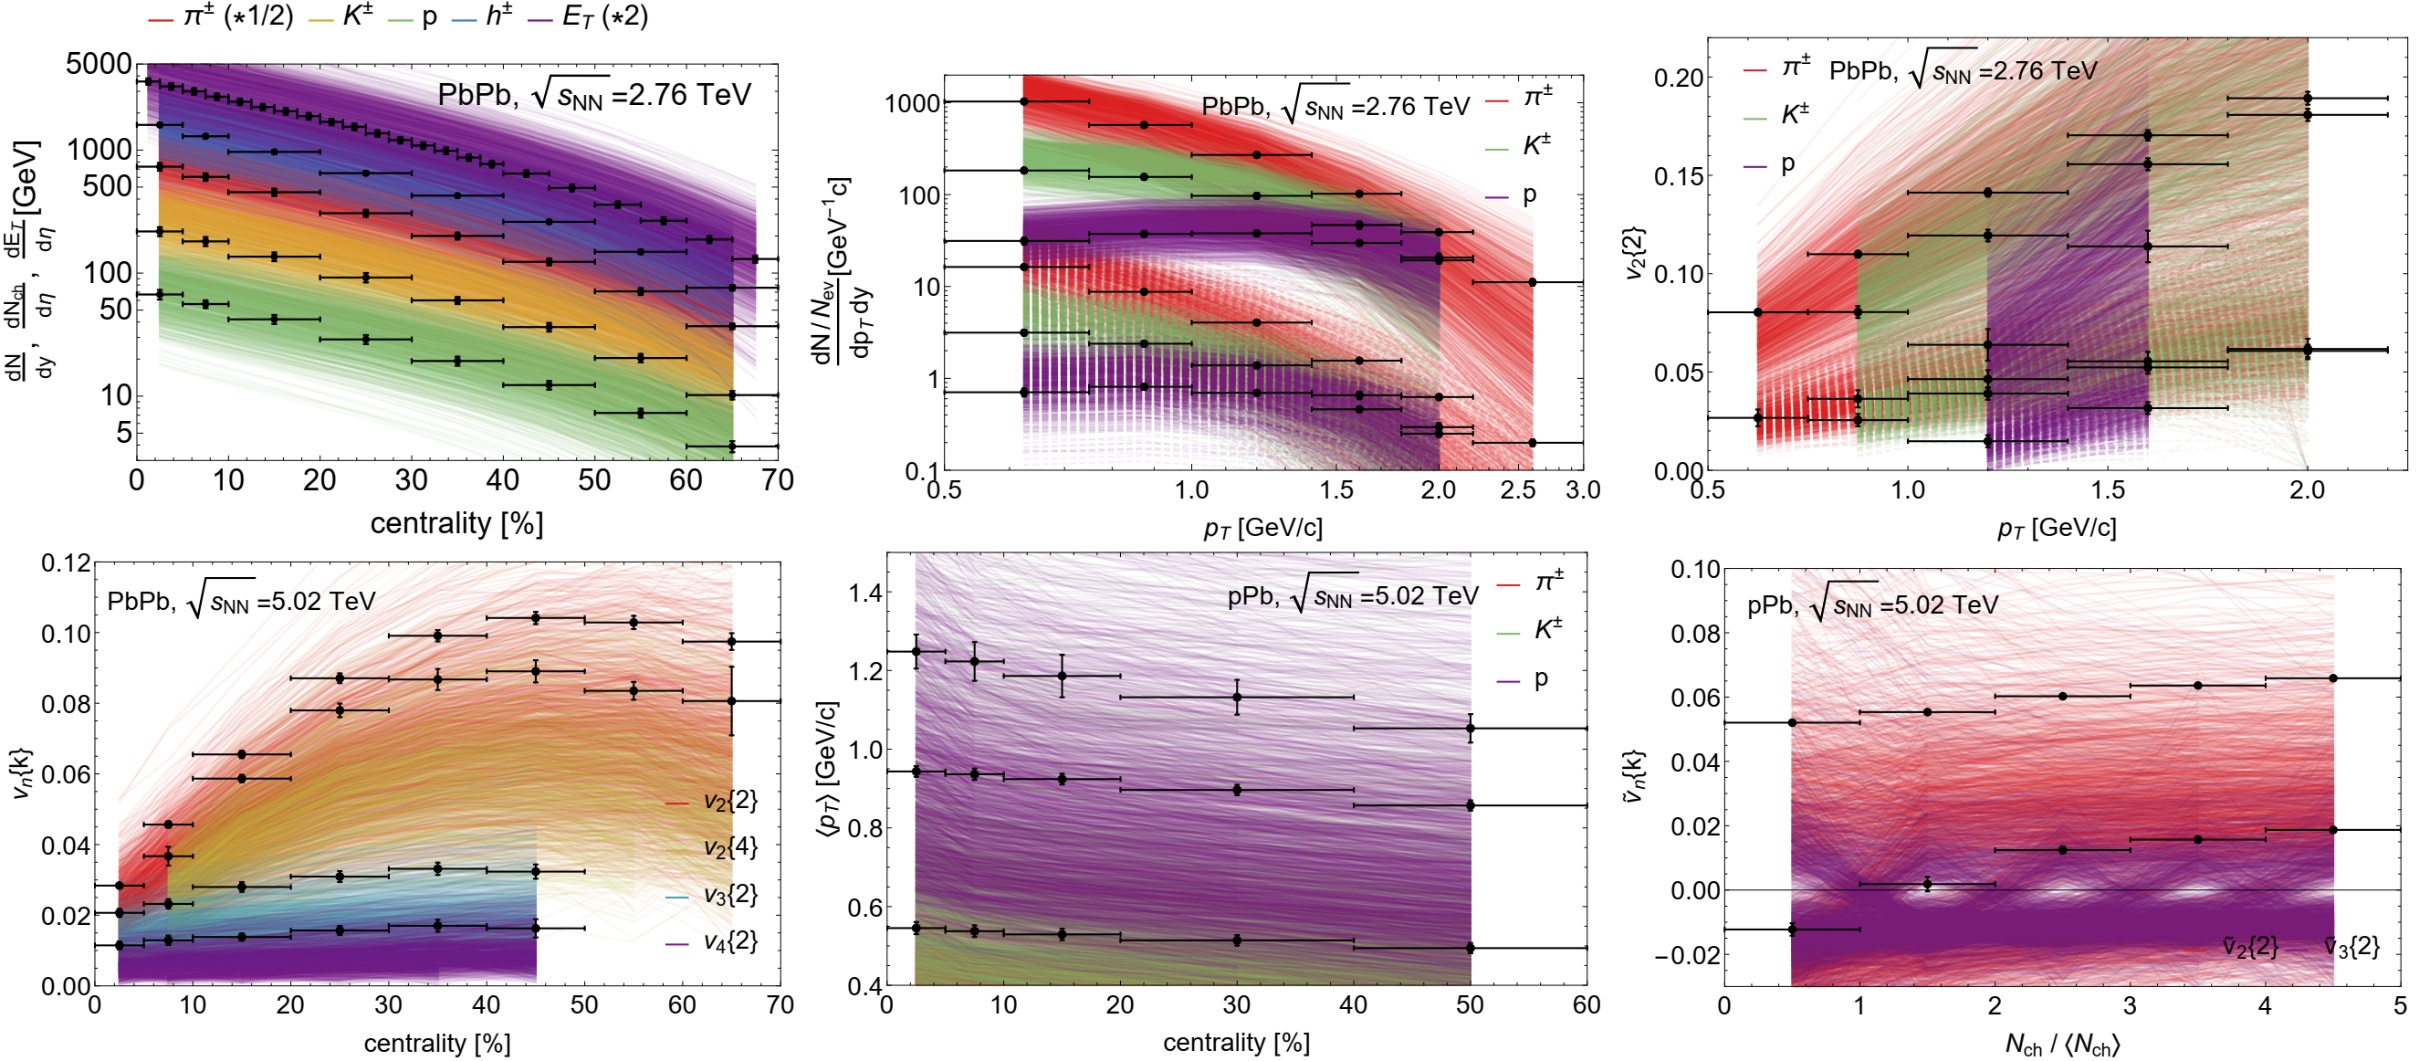 π± (*1/2) K± p h± E_T (*2)
PbPb, √s_NN =2.76 TeV
dN/dy, dN_ch/dη, dE_T/dη [GeV]
5000
1000
500
100
50
10
5
0 10 20 30 40 50 60 70
centrality [%]
PbPb, √s_NN =2.76 TeV
π±
K±
p
dN / N_ev / dp_T dy [GeV⁻¹c]
1000
100
10
1
0.1
0.5 1.0 1.5 2.0 2.5 3.0
p_T [GeV/c]
π± PbPb, √s_NN =2.76 TeV
K±
p
v₂{2}
0.20
0.15
0.10
0.05
0.00
0.5 1.0 1.5 2.0
p_T [GeV/c]
PbPb, √s_NN =5.02 TeV
v_n{k}
0.12
0.10
0.08
0.06
0.04
0.02
0.00
v₂{2}
v₂{4}
v₃{2}
v₄{2}
0 10 20 30 40 50 60 70
centrality [%]
pPb, √s_NN =5.02 TeV
π±
K±
p
⟨p_T⟩ [GeV/c]
1.4
1.2
1.0
0.8
0.6
0.4
0 10 20 30 40 50 60
centrality [%]
pPb, √s_NN =5.02 TeV
ṽ_n{k}
0.10
0.08
0.06
0.04
0.02
0.00
−0.02
ṽ₂{2} ṽ₃{2}
0 1 2 3 4 5
N_ch / ⟨N_ch⟩